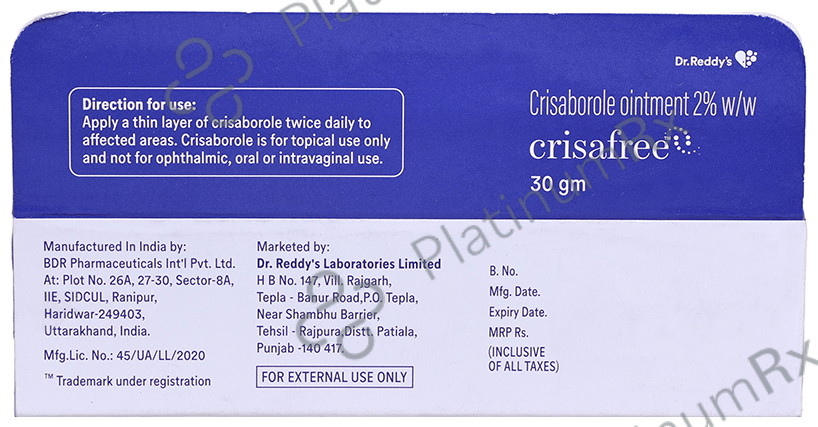 Dr.Reddy's
Direction for use:
Apply a thin layer of crisaborole twice daily to
affected areas. Crisaborole is for topical use only
and not for ophthalmic, oral or intravaginal use.
Crisaborole ointment 2% w/w
crisafree™
30 gm
Manufactured In India by:
BDR Pharmaceuticals Int'l Pvt. Ltd.
At: Plot No. 26A, 27-30, Sector-8A,
IIE, SIDCUL, Ranipur,
Haridwar-249403,
Uttarakhand, India.
Mfg.Lic. No.: 45/UA/LL/2020
™ Trademark under registration
Marketed by:
Dr. Reddy's Laboratories Limited
H B No. 147, Vill. Rajgarh,
Tepla - Banur Road,P.O. Tepla,
Near Shambhu Barrier,
Tehsil - Rajpura,Distt. Patiala,
Punjab -140 417.
FOR EXTERNAL USE ONLY
B. No.
Mfg. Date.
Expiry Date.
MRP Rs.
(INCLUSIVE
OF ALL TAXES)
PlatinumRx